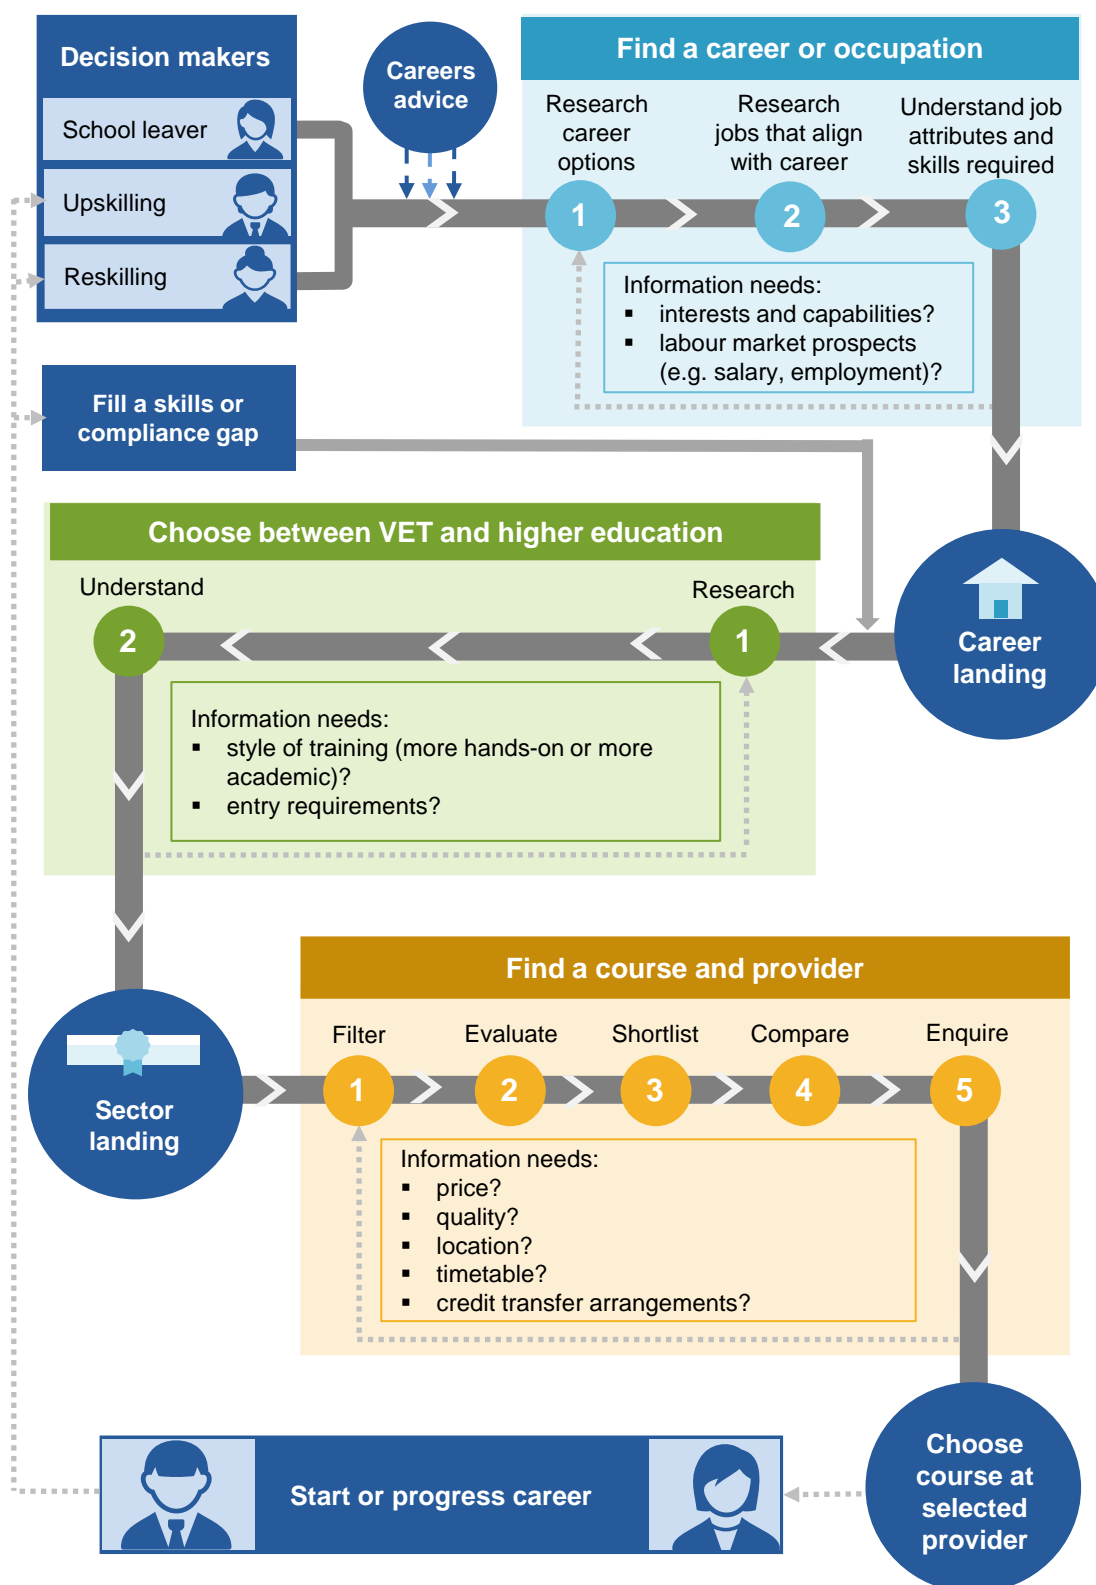 Decision makers
School leaver
Upskilling
Reskilling
Careers
advice
Find a career or occupation
Research
career
options
Research
jobs that align
with career
Understand job
attributes and
skills required
1
2
3
Information needs:
▪ interests and capabilities?
▪ labour market prospects
(e.g. salary, employment)?
Fill a skills or
compliance gap
Career
landing
Choose between VET and higher education
Understand
Research
2
1
Information needs:
▪ style of training (more hands-on or more
academic)?
▪ entry requirements?
Sector
landing
Find a course and provider
Filter
Evaluate
Shortlist
Compare
Enquire
1
2
3
4
5
Information needs:
▪ price?
▪ quality?
▪ location?
▪ timetable?
▪ credit transfer arrangements?
Choose
course at
selected
provider
Start or progress career